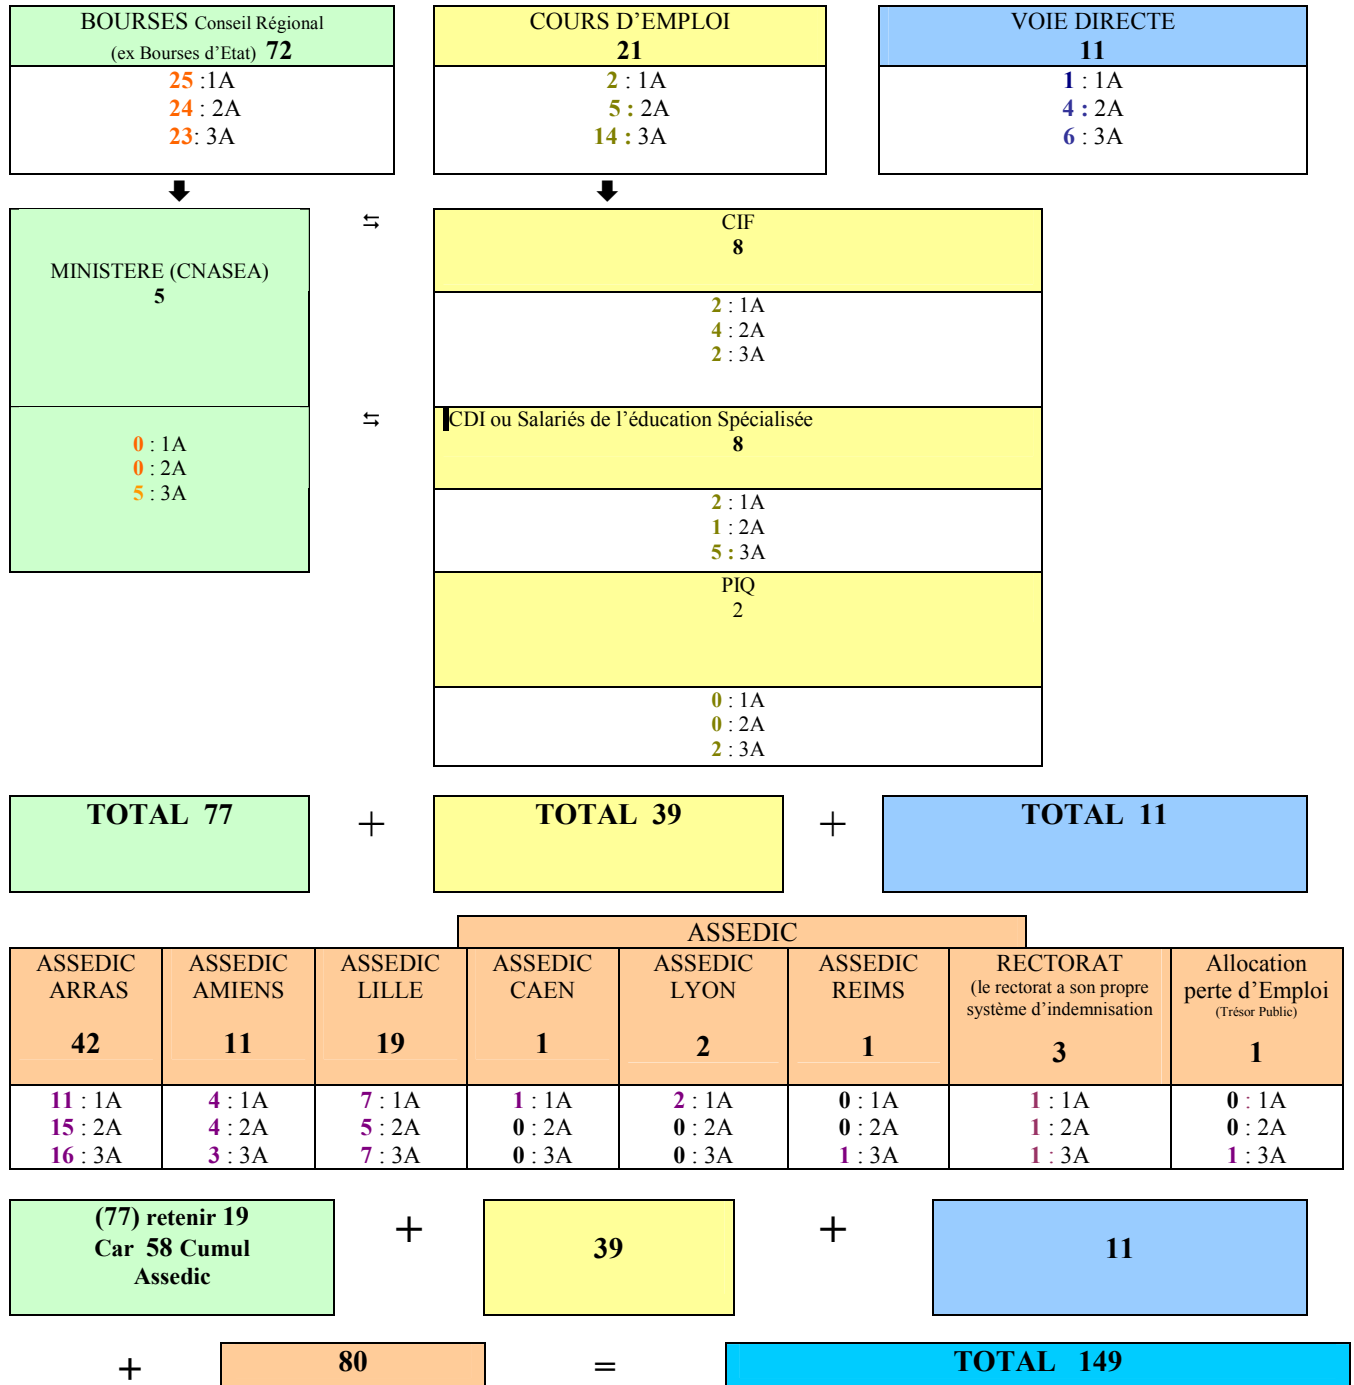 BOURSES Conseil Régional
(ex Bourses d'Etat) 72
25 :1A
24 : 2A
23: 3A
COURS D'EMPLOI
21
2 : 1A
5 : 2A
14 : 3A
VOIE DIRECTE
11
1 : 1A
4 : 2A
6 : 3A
MINISTERE (CNASEA)
5
0 : 1A
0 : 2A
5 : 3A
CIF
8
2 : 1A
4 : 2A
2 : 3A
CDI ou Salariés de l'éducation Spécialisée
8
2 : 1A
1 : 2A
5 : 3A
PIQ
2
0 : 1A
0 : 2A
2 : 3A
TOTAL 77
+
TOTAL 39
+
TOTAL 11
ASSEDIC
ASSEDIC
ARRAS
42
11 : 1A
15 : 2A
16 : 3A
ASSEDIC
AMIENS
11
4 : 1A
4 : 2A
3 : 3A
ASSEDIC
LILLE
19
7 : 1A
5 : 2A
7 : 3A
ASSEDIC
CAEN
1
1 : 1A
0 : 2A
0 : 3A
ASSEDIC
LYON
2
2 : 1A
0 : 2A
0 : 3A
ASSEDIC
REIMS
1
0 : 1A
0 : 2A
1 : 3A
RECTORAT
(le rectorat a son propre
système d'indemnisation
3
1 : 1A
1 : 2A
1 : 3A
Allocation
perte d'Emploi
(Trésor Public)
1
0 : 1A
0 : 2A
1 : 3A
(77) retenir 19
Car 58 Cumul
Assedic
+
39
+
11
+
80
=
TOTAL 149